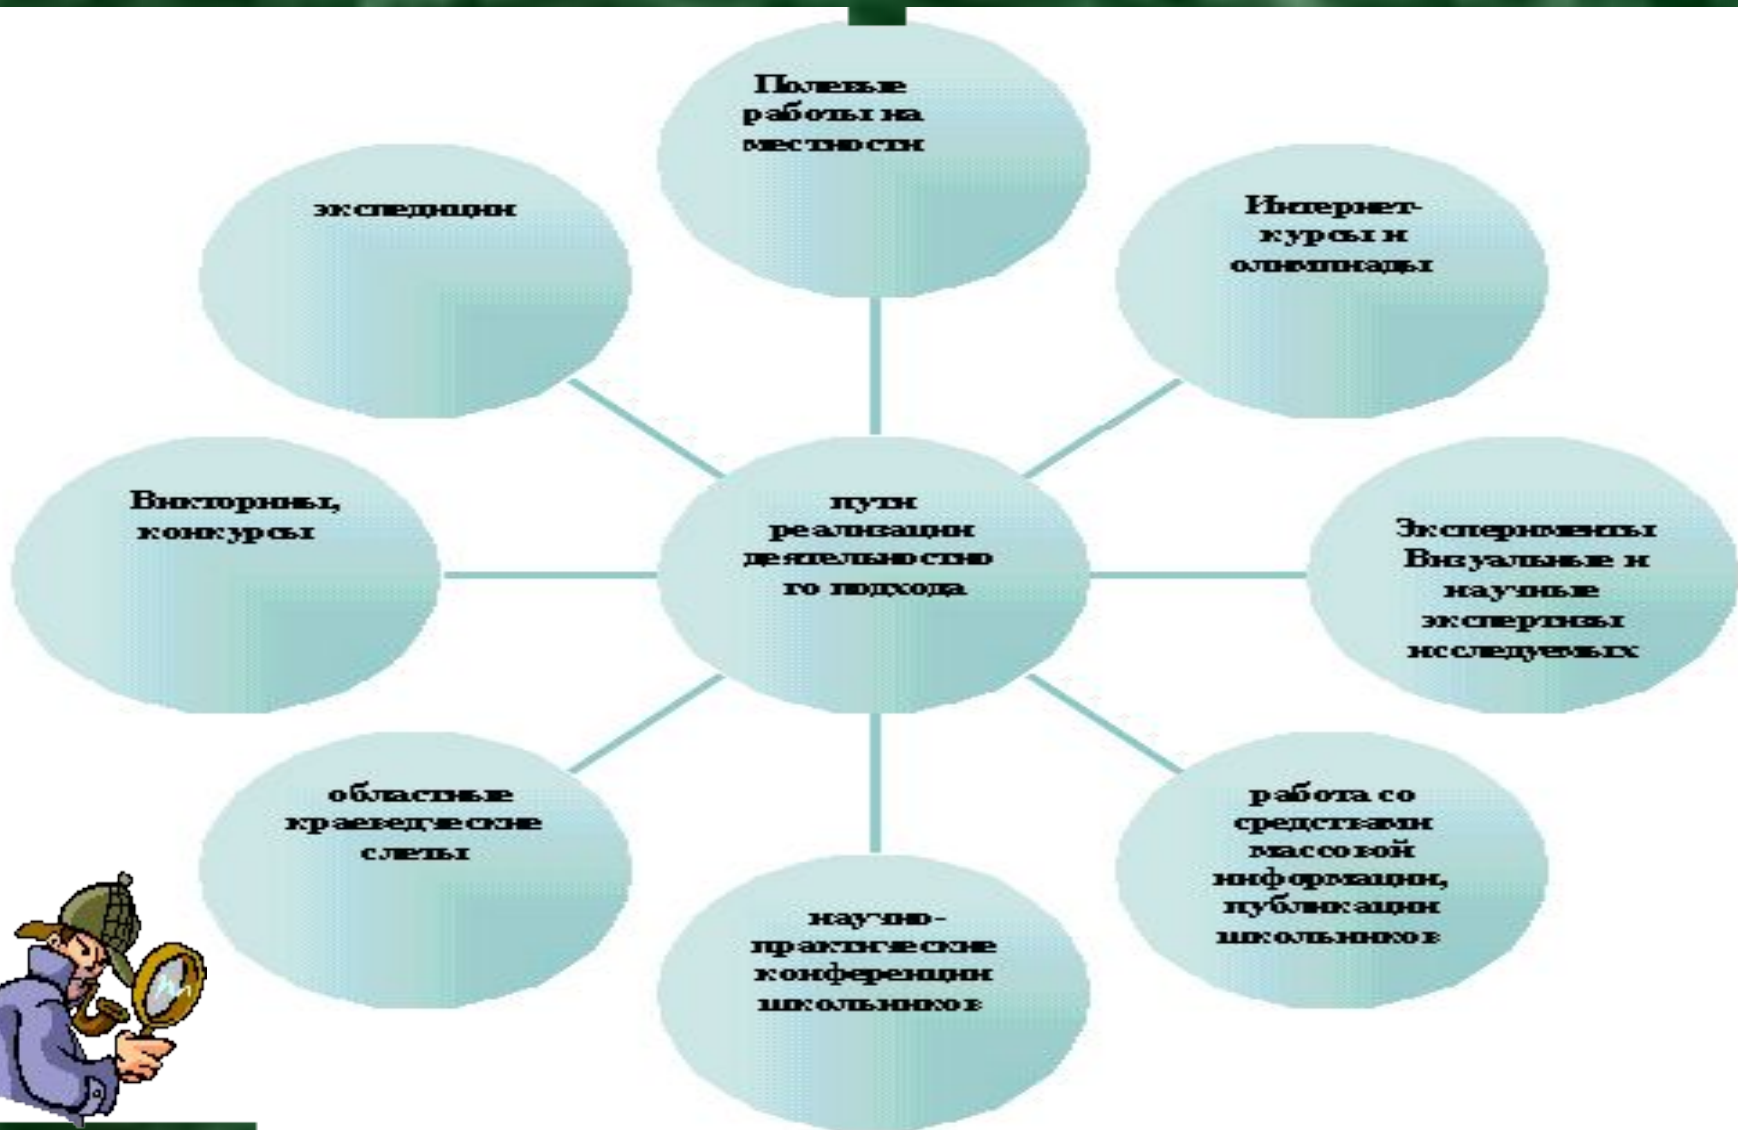 Полевые
работы на
местности
Интернет-
курсы и
олимпиады
Эксперименты
Визуальные и
научные
экспертизы
исследуемых
работа со
средствами
массовой
информации,
публикации
школьников
научно-
практические
конференции
школьников
областные
краеведческие
слеты
Викторины,
конкурсы
экспедиции
пути
реализации
деятельностно
го подхода